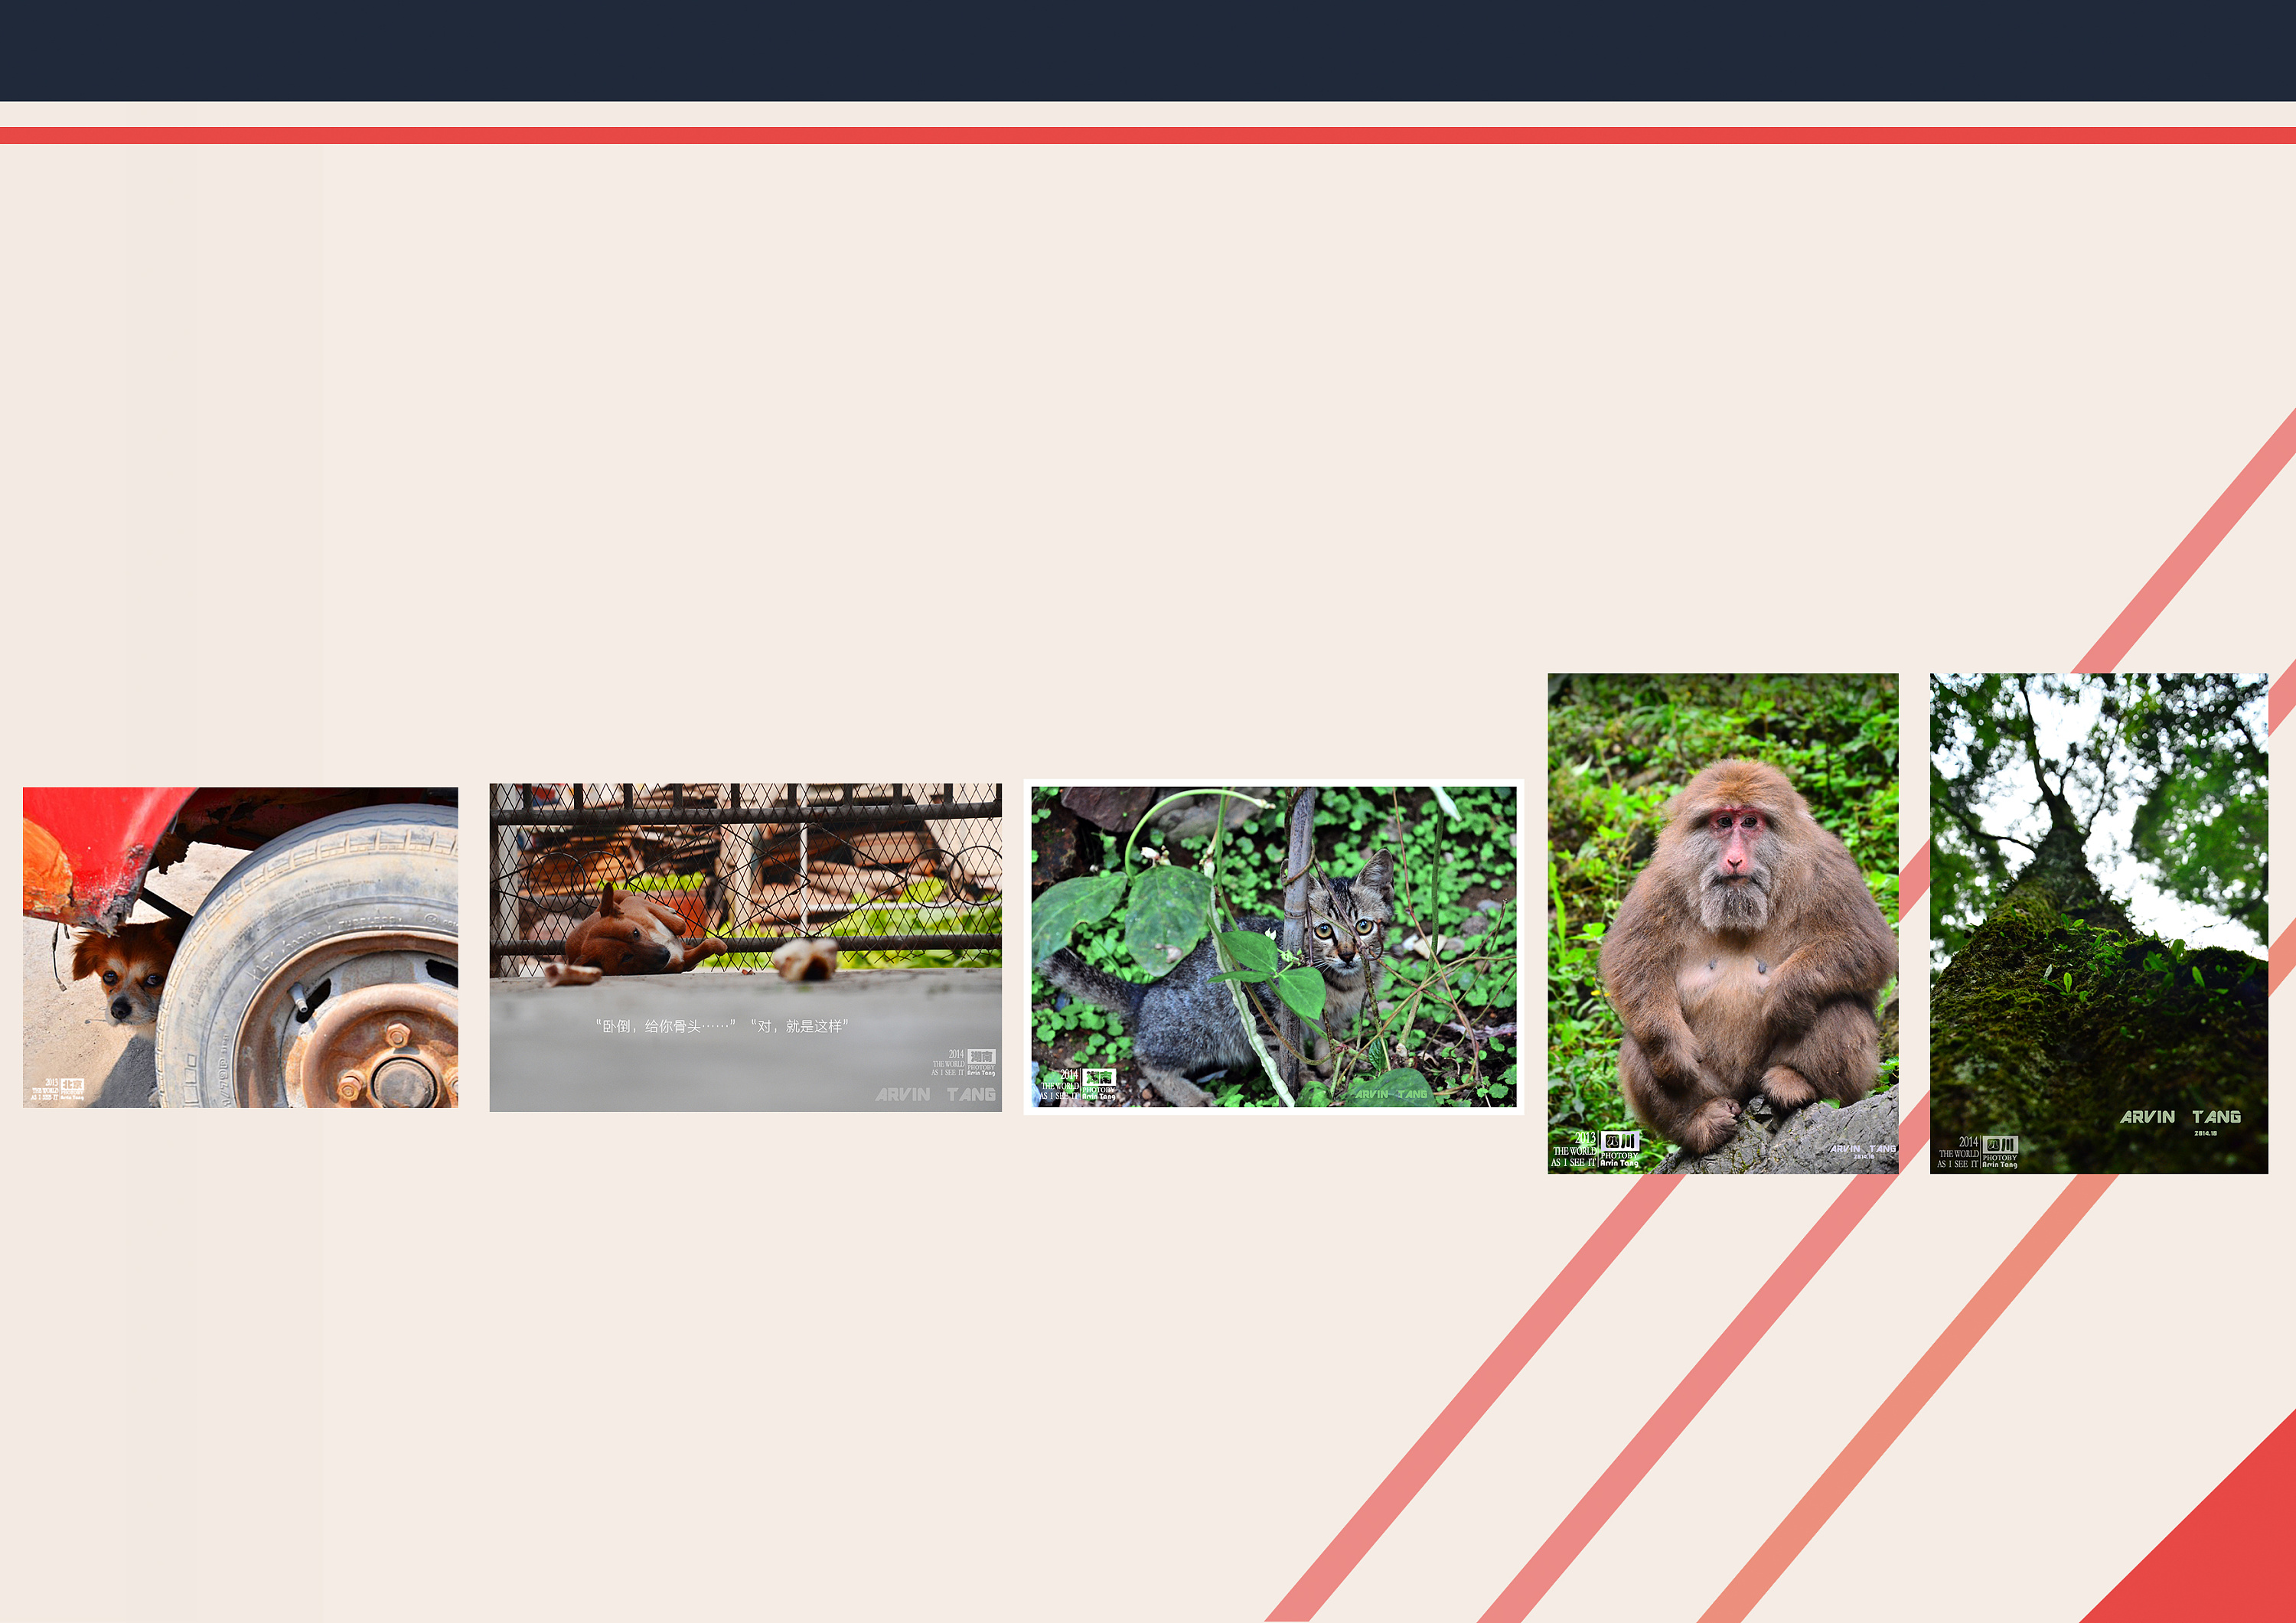 2013
北京
THE WORLD
AS I SEE IT
Arvin Tang
"卧倒，给你骨头……" "对，就是这样"
2014
湖南
THE WORLD
PHOTOBY
AS I SEE IT
Arvin Tang
ARVIN TANG
2014
THE WORLD
PHOTOBY
AS I SEE IT
Arvin Tang
ARVIN TANG
2013
四川
THE WORLD
PHOTOBY
AS I SEE IT
Arvin Tang
ARVIN TANG
2014.10
2014
四川
THE WORLD
PHOTOBY
AS I SEE IT
Arvin Tang
ARVIN TANG
2014.10